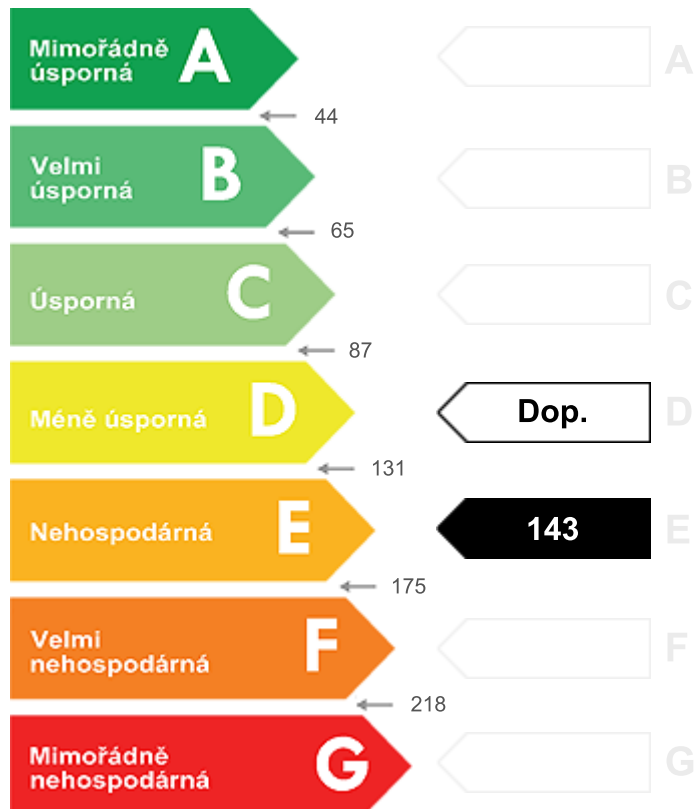 Mimořádně
úsporná
A
A
44
Velmi
úsporná
B
B
65
Úsporná
C
C
87
Méně úsporná
D
Dop.
D
131
Nehospodárná
E
143
E
175
Velmi
nehospodárná
F
F
218
Mimořádně
nehospodárná
G
G